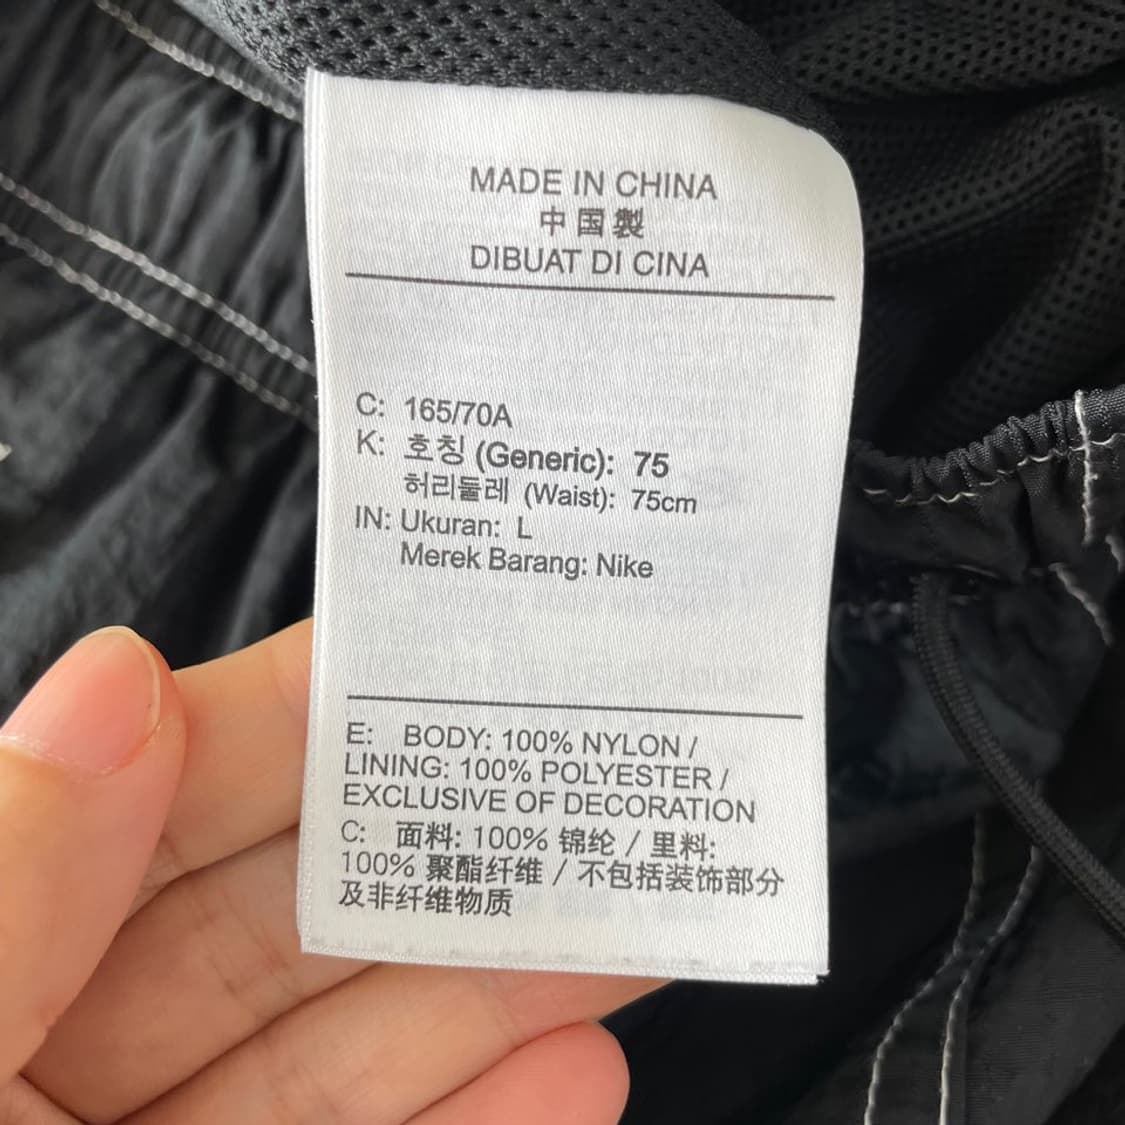 MADE IN CHINA
中国製
DIBUAT DI CINA
C: 165/70A
K: 호칭 (Generic): 75
허리둘레 (Waist): 75cm
IN: Ukuran: L
Merek Barang: Nike
E: BODY: 100% NYLON /
LINING: 100% POLYESTER /
EXCLUSIVE OF DECORATION
C: 面料: 100% 锦纶 / 里料:
100% 聚酯纤维 / 不包括装饰部分
及非纤维物质